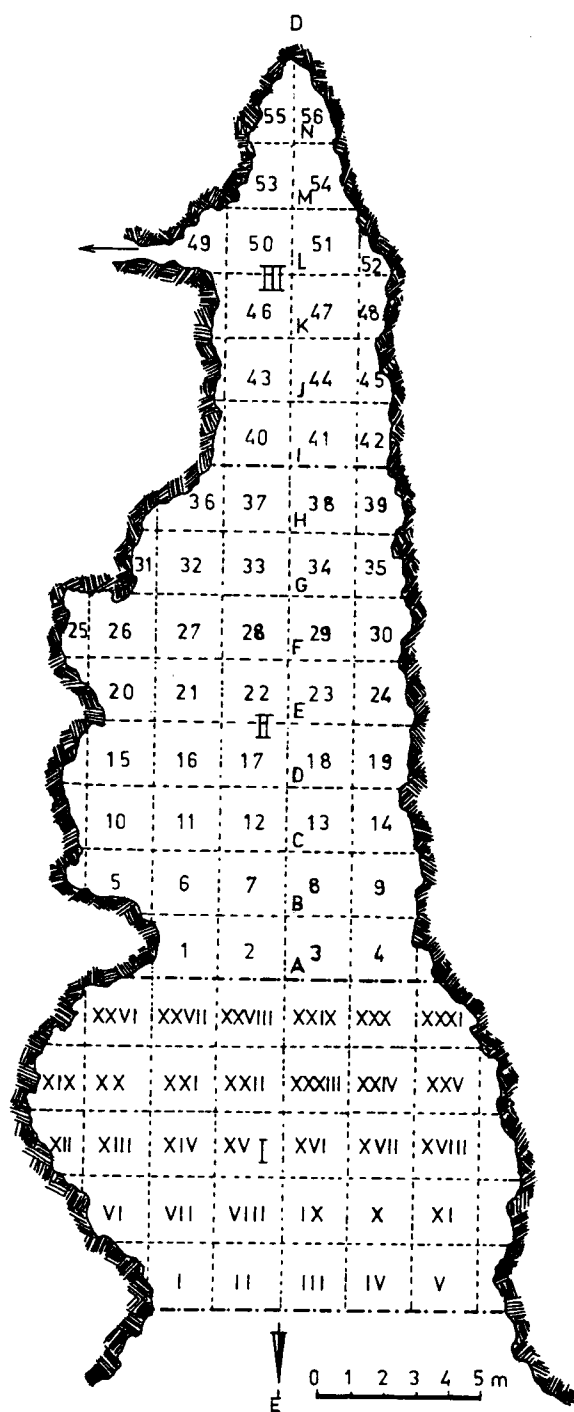 D
55 56
N
53 54
M
49 50 51
L 52
III
46 47 48
K
43 44 45
J
40 41 42
I
36 37 38 39
H
31 32 33 34 35
G
25 26 27 28 29 30
F
20 21 22 23 24
E
II
15 16 17 18 19
D
10 11 12 13 14
C
5 6 7 8 9
B
1 2 3 4
A
XXVI XXVII XXVIII XXIX XXX XXXI
XIX XX XXI XXII XXXIII XXIV XXV
XII XIII XIV XV I XVI XVII XVIII
VI VII VIII IX X XI
I II III IV V
0 1 2 3 4 5 m
E